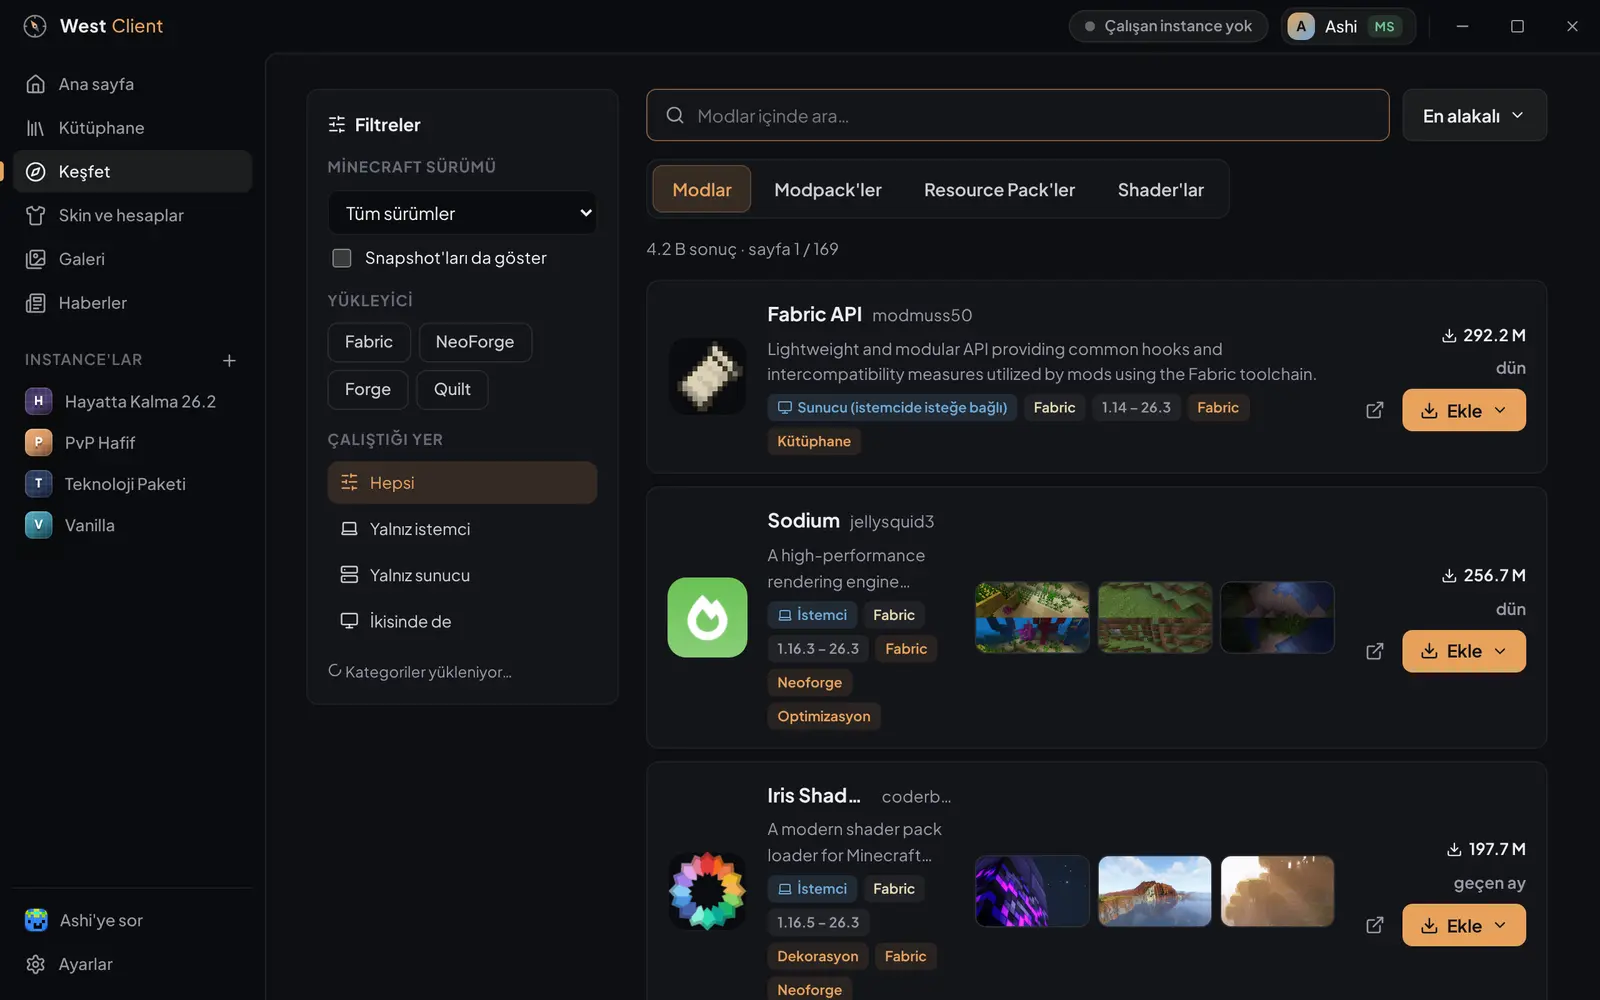 West Client
Çalışan instance yok
A
Ashi
MS
Ana sayfa
Kütüphane
Keşfet
Skin ve hesaplar
Galeri
Haberler
INSTANCE'LAR
H
Hayatta Kalma 26.2
P
PvP Hafif
T
Teknoloji Paketi
V
Vanilla
Ashi'ye sor
Ayarlar
Filtreler
MİNECRAFT SÜRÜMÜ
Tüm sürümler
Snapshot'ları da göster
YÜKLEYİCİ
Fabric
NeoForge
Forge
Quilt
ÇALIŞTIĞI YER
Hepsi
Yalnız istemci
Yalnız sunucu
İkisinde de
Kategoriler yükleniyor...
Modlar içinde ara...
En alakalı
Modlar
Modpack'ler
Resource Pack'ler
Shader'lar
4.2 B sonuç · sayfa 1 / 169
Fabric API modmuss50
Lightweight and modular API providing common hooks and
intercompatibility measures utilized by mods using the Fabric toolchain.
Sunucu (istemcide isteğe bağlı)
Fabric
1.14 – 26.3
Fabric
Kütüphane
292.2 M
dün
Ekle
Sodium jellysquid3
A high-performance
rendering engine...
İstemci
Fabric
1.16.3 – 26.3
Fabric
Neoforge
Optimizasyon
256.7 M
dün
Ekle
Iris Shad... coderb...
A modern shader pack
loader for Minecraft...
İstemci
Fabric
1.16.5 – 26.3
Dekorasyon
Fabric
Neoforge
197.7 M
geçen ay
Ekle